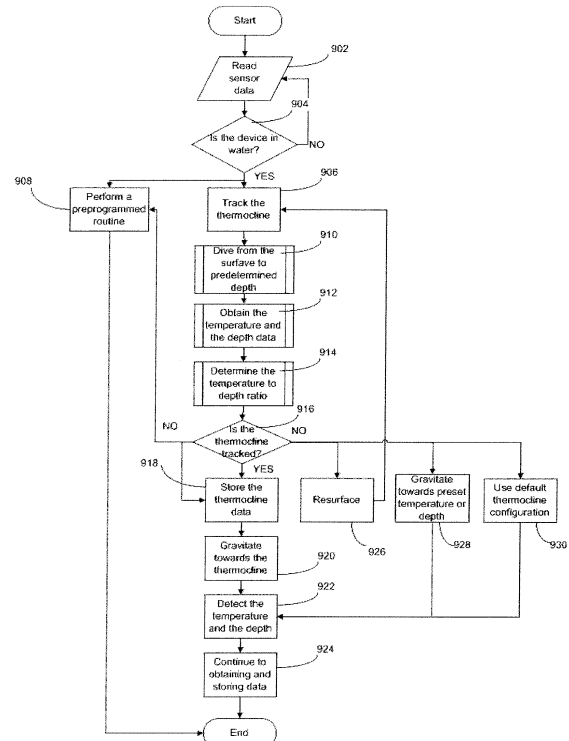 Start
902
Read
sensor
data
904
Is the device in
water?
NO
YES
908
Perform a
preprogrammed
routine
906
Track the
thermocline
910
Dive from the
surfave to
predetermined
depth
912
Obtain the
temperature and
the depth data
914
Determine the
temperature to
depth ratio
916
NO
Is the
thermocline
tracked?
NO
918
YES
Store the
thermocline
data
Resurface
926
Gravitate
towards preset
temperature or
depth
928
Use default
thermocline
configuration
930
Gravitate
towards the
thermocline
920
922
Detect the
temperature
and the depth
924
Continue to
obtaining and
storing data
End